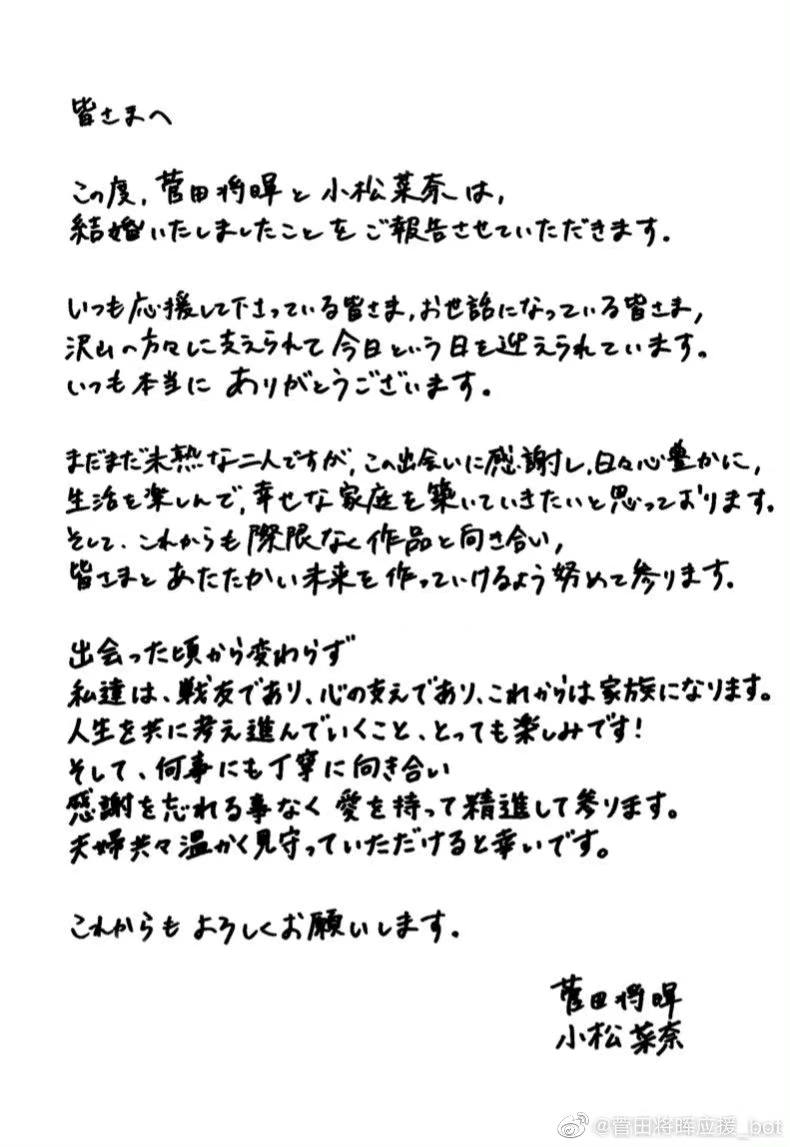 皆さまへ
この度、菅田将暉と小松菜奈は、
結婚いたしましたことをご報告させていただきます。
いつも応援して下さっている皆さま、お世話になっている皆さま、
沢山の方々に支えられて今日という日を迎えられています。
いつも本当にありがとうございます。
まだまだ未熟な二人ですが、この出会いに感謝し、日々心豊かに、
生活を楽しんで、幸せな家庭を築いていきたいと思っております。
そして、これからも際限なく作品と向き合い、
皆さまとあたたかい未来を作っていけるよう努めて参ります。
出会った頃から変わらず
私達は、戦友であり、心の支えであり、これからは家族になります。
人生を共に考え進んでいくこと、とっても楽しみです!
そして、何事にも丁寧に向き合い
感謝を忘れる事なく愛を持って精進して参ります。
夫婦共々温かく見守っていただけると幸いです。
これからもよろしくお願いします。
菅田将暉
小松菜奈
@菅田将晖应援_bot